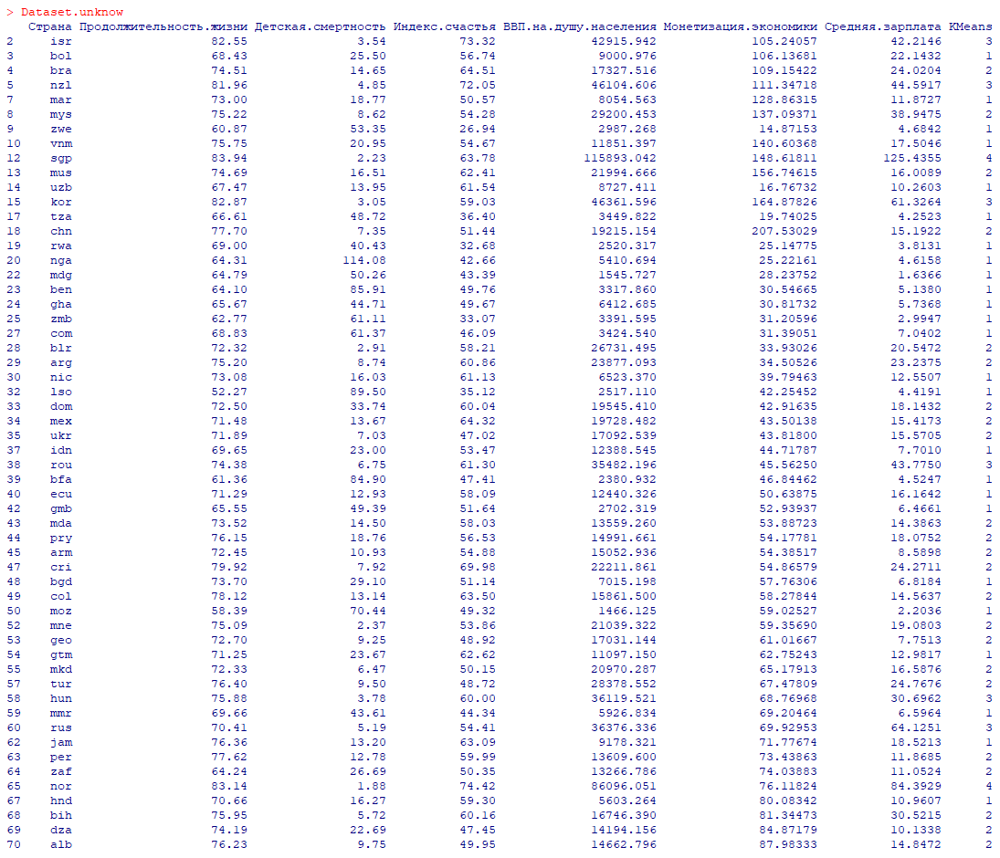 > Dataset.unknow
Страна Продолжительность.жизни Детская.смертность Индекс.счастья ВВП.на.душу.населения Монетизация.экономики Средняя.зарплата KMeans
2 isr 82.55 3.54 73.32 42915.942 105.24057 42.2146 3
3 bol 68.43 25.50 56.74 9000.976 106.13681 22.1432 1
4 bra 74.51 14.65 64.51 17327.516 109.15422 24.0204 2
5 nzl 81.96 4.85 72.05 46104.606 111.34718 44.5917 3
7 mar 73.00 18.77 50.57 8054.563 128.86315 11.8727 1
8 mys 75.22 8.62 54.28 29200.453 137.09371 38.9475 2
9 zwe 60.87 53.35 26.94 2987.268 14.87153 4.6842 1
10 vnm 75.75 20.95 54.67 11851.397 140.60368 17.5046 1
12 sgp 83.94 2.23 63.78 115893.042 148.61811 125.4355 4
13 mus 74.69 16.51 62.41 21994.666 156.74615 16.0089 2
14 uzb 67.47 13.95 61.54 8727.411 16.76732 10.2603 1
15 kor 82.87 3.05 59.03 46361.596 164.87826 61.3264 3
17 tza 66.61 48.72 36.40 3449.822 19.74025 4.2523 1
18 chn 77.70 7.35 51.44 19215.154 207.53029 15.1922 2
19 rwa 69.00 40.43 32.68 2520.317 25.14775 3.8131 1
20 nga 64.31 114.08 42.66 5410.694 25.22161 4.6158 1
22 mdg 64.79 50.26 43.39 1545.727 28.23752 1.6366 1
23 ben 64.10 85.91 49.76 3317.860 30.54665 5.1380 1
24 gha 65.67 44.71 49.67 6412.685 30.81732 5.7368 1
25 zmb 62.77 61.11 33.07 3391.595 31.20596 2.9947 1
27 com 68.83 61.37 46.09 3424.540 31.39051 7.0402 1
28 blr 72.32 2.91 58.21 26731.495 33.93026 20.5472 2
29 arg 75.20 8.74 60.86 23877.093 34.50526 23.2375 2
30 nic 73.08 16.03 61.13 6523.370 39.79463 12.5507 1
32 lso 52.27 89.50 35.12 2517.110 42.25452 4.4191 1
33 dom 72.50 33.74 60.04 19545.410 42.91635 18.1432 2
34 mex 71.48 13.67 64.32 19728.482 43.50138 15.4173 2
35 ukr 71.89 7.03 47.02 17092.539 43.81800 15.5705 2
37 idn 69.65 23.00 53.47 12388.545 44.71787 7.7010 1
38 rou 74.38 6.75 61.30 35482.196 45.56250 43.7750 3
39 bfa 61.36 84.90 47.41 2380.932 46.84462 4.5247 1
40 ecu 71.29 12.93 58.09 12440.326 50.63875 16.1642 1
42 gmb 65.55 49.39 51.64 2702.319 52.93937 6.4661 1
43 mda 73.52 14.50 58.03 13559.260 53.88723 14.3863 2
44 pry 76.15 18.76 56.53 14991.661 54.17781 18.0752 2
45 arm 72.45 10.93 54.88 15052.936 54.38517 8.5898 2
47 cri 79.92 7.92 69.98 22211.861 54.86579 24.2711 2
48 bgd 73.70 29.10 51.14 7015.198 57.76306 6.8184 1
49 col 78.12 13.14 63.50 15861.500 58.27844 14.5637 2
50 moz 58.39 70.44 49.32 1466.125 59.02527 2.2036 1
52 mne 75.09 2.37 53.86 21039.322 59.35690 19.0803 2
53 geo 72.70 9.25 48.92 17031.144 61.01667 7.7513 2
54 gtm 71.25 23.67 62.62 11097.150 62.75243 12.9817 1
55 mkd 72.33 6.47 50.15 20970.287 65.17913 16.5876 2
57 tur 76.40 9.50 48.72 28378.552 67.47809 24.7676 2
58 hun 75.88 3.78 60.00 36119.521 68.76968 30.6962 3
59 mmr 69.66 43.61 44.34 5926.834 69.20464 6.5964 1
60 rus 70.41 5.19 54.41 36376.336 69.92953 64.1251 3
62 jam 76.36 13.20 63.09 9178.321 71.77674 18.5213 1
63 per 77.62 12.78 59.99 13609.600 73.43863 11.8685 2
64 zaf 64.24 26.69 50.35 13266.786 74.03883 11.0524 2
65 nor 83.14 1.88 74.42 86096.051 76.11824 84.3929 4
67 hnd 70.66 16.27 59.30 5603.264 80.08342 10.9607 1
68 bih 75.95 5.72 60.16 16746.390 81.34473 30.5215 2
69 dza 74.19 22.69 47.45 14194.156 84.87179 10.1338 2
70 alb 76.23 9.75 49.95 14662.796 87.98333 14.8472 2